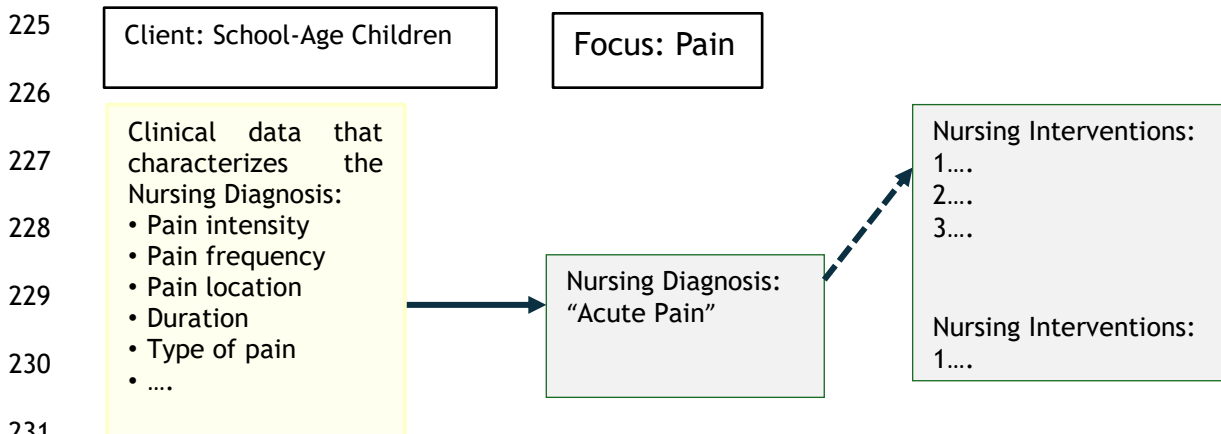 225
Client: School-Age Children
Focus: Pain
226
Clinical data that
characterizes the
Nursing Diagnosis:
• Pain intensity
• Pain frequency
• Pain location
• Duration
• Type of pain
• ....
227
228
229
230
231
Nursing Diagnosis:
“Acute Pain”
Nursing Interventions:
1....
2....
3....
Nursing Interventions:
1....